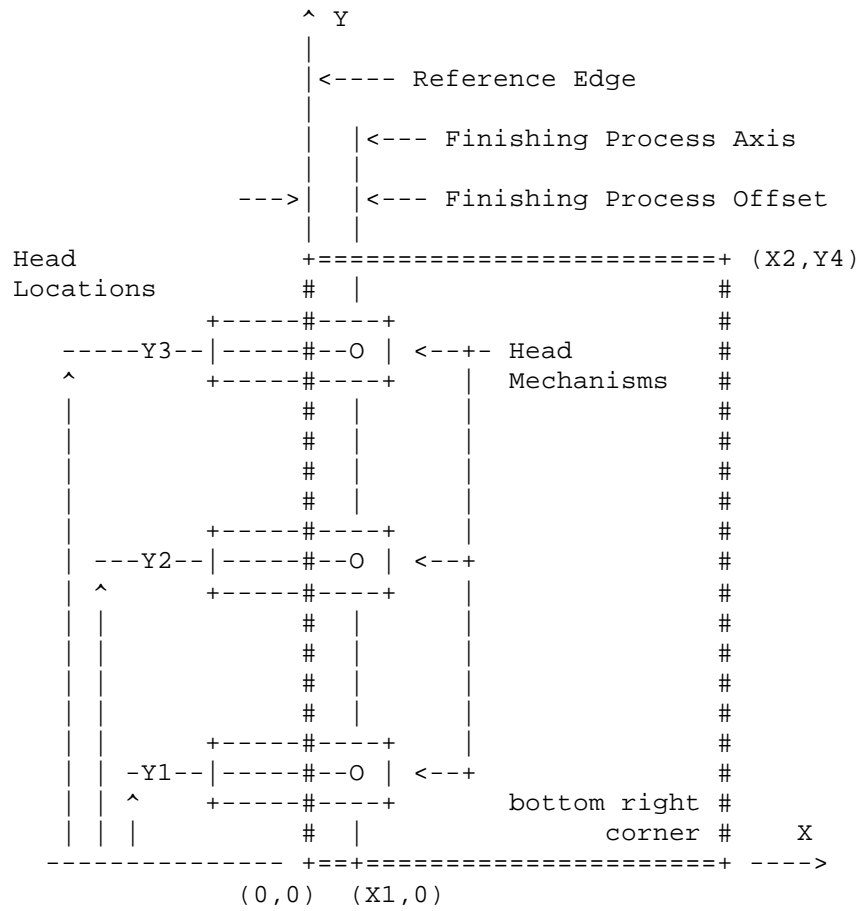 Y
<---- Reference Edge
<--- Finishing Process Axis
---> <--- Finishing Process Offset
Head (X2,Y4)
Locations
-----Y3-- O <--+- Head
Mechanisms
---Y2-- O <--+
-Y1-- O <--+
bottom right
corner X
---->
(0,0) (X1,0)